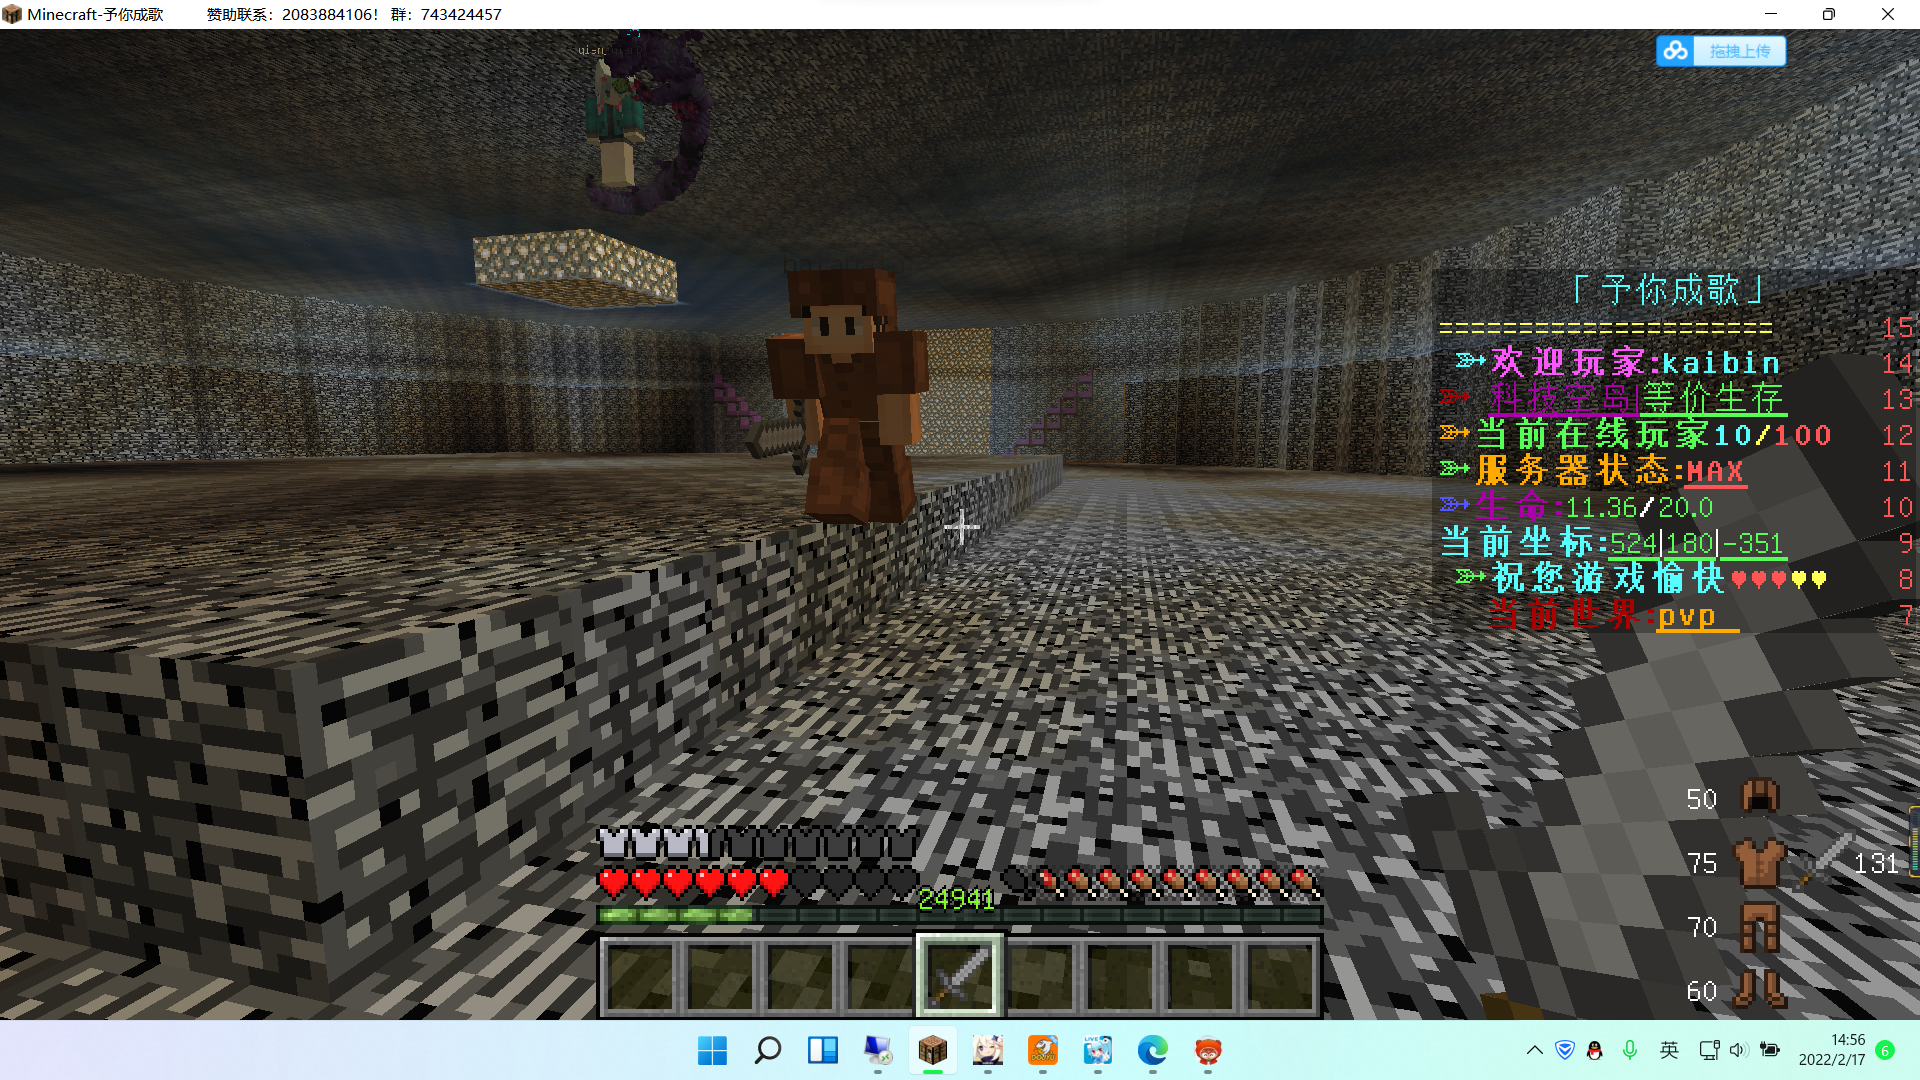 Minecraft-予你成歌 赞助联系：2083884106！ 群：743424457
拖拽上传
「予你成歌」
===================== 15
欢迎玩家:kaibin 14
科技空岛|等价生存 13
当前在线玩家10/100 12
服务器状态:MAX 11
生命:11.36/20.0 10
当前坐标:524|180|-351 9
祝您游戏愉快♥♥♥♥♥ 8
当前世界:pvp 7
50
75 131
70
60
24941
英
14:56
2022/2/17
6